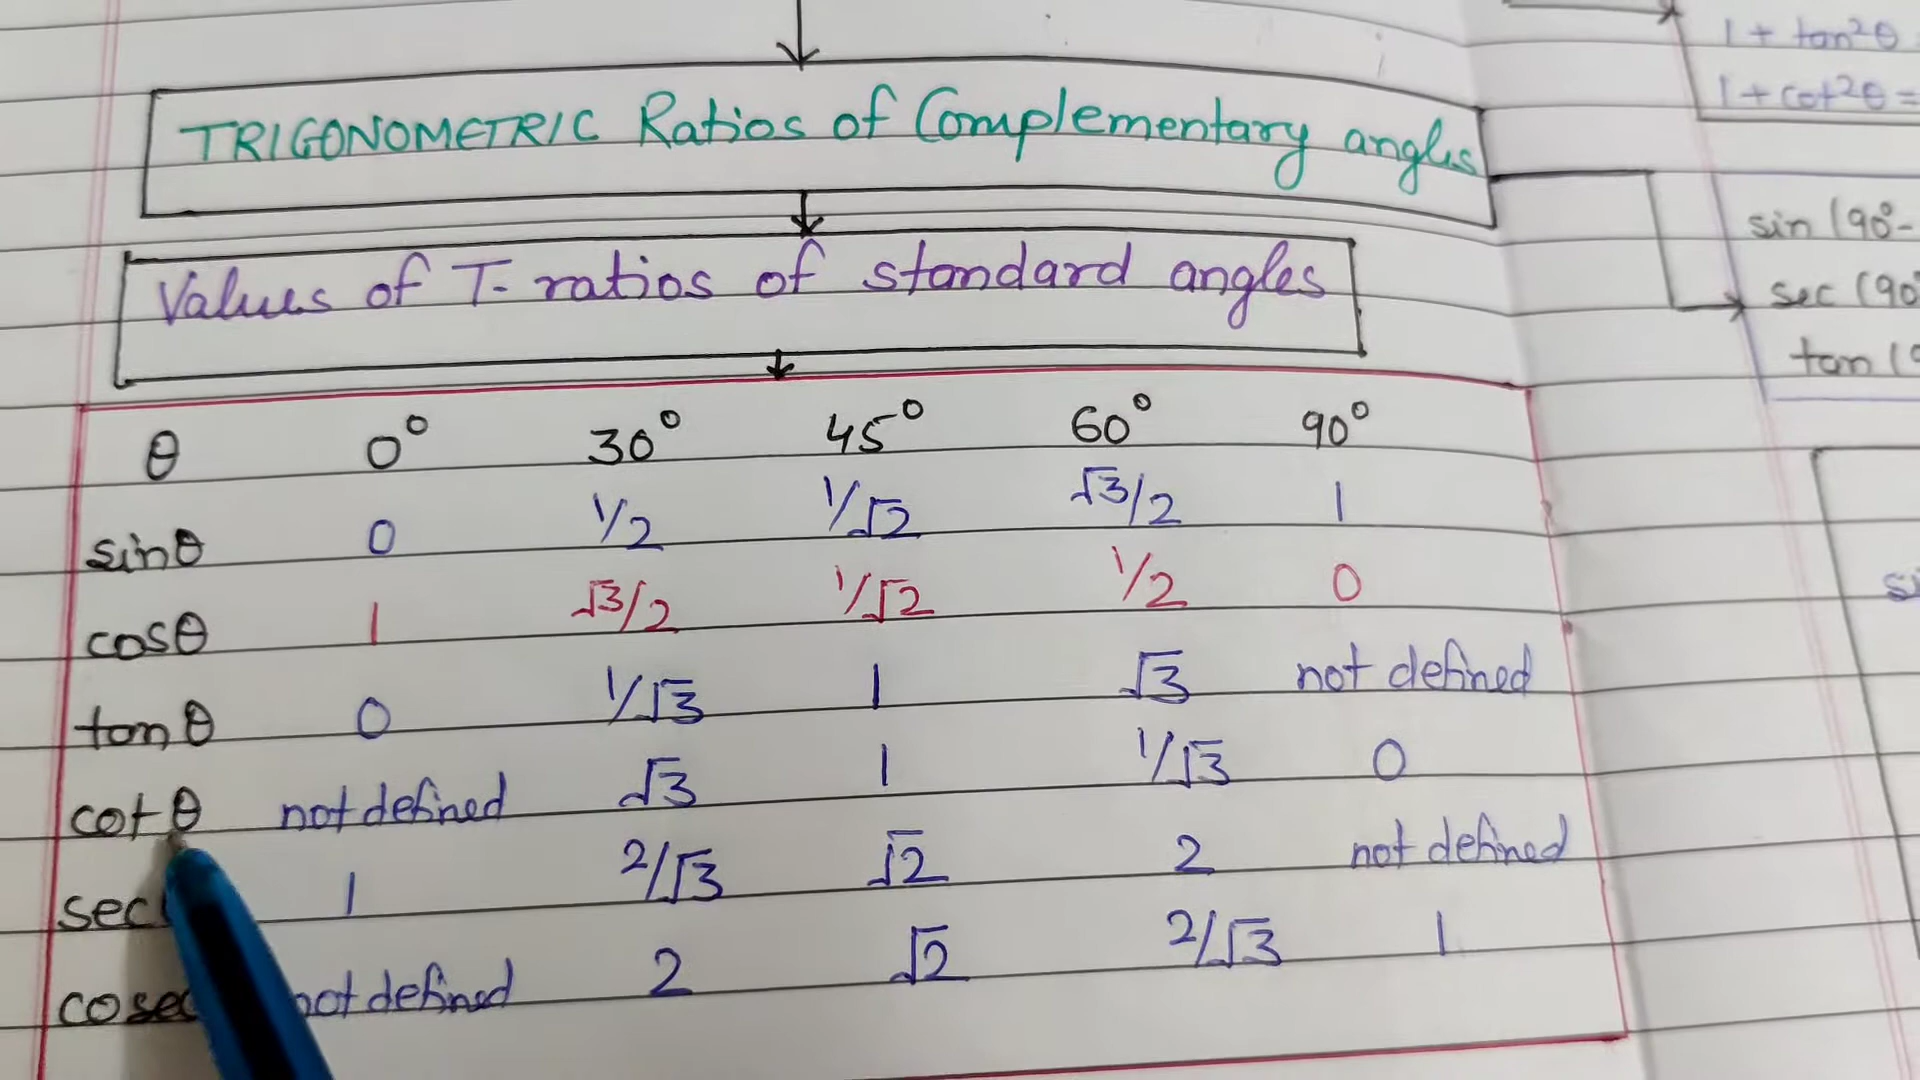 1 + tan²θ
1 + cot²θ =
TRIGONOMETRIC Ratios of Complementary angles
sin (90°-
sec (90°
tan (9
Values of T- ratios of standard angles
θ 0° 30° 45° 60° 90°
sinθ 0 1/2 1/√2 √3/2 1
cosθ 1 √3/2 1/√2 1/2 0
tanθ 0 1/√3 1 √3 not defined
cotθ not defined √3 1 1/√3 0
sec 1 2/√3 √2 2 not defined
cosec not defined 2 √2 2/√3 1